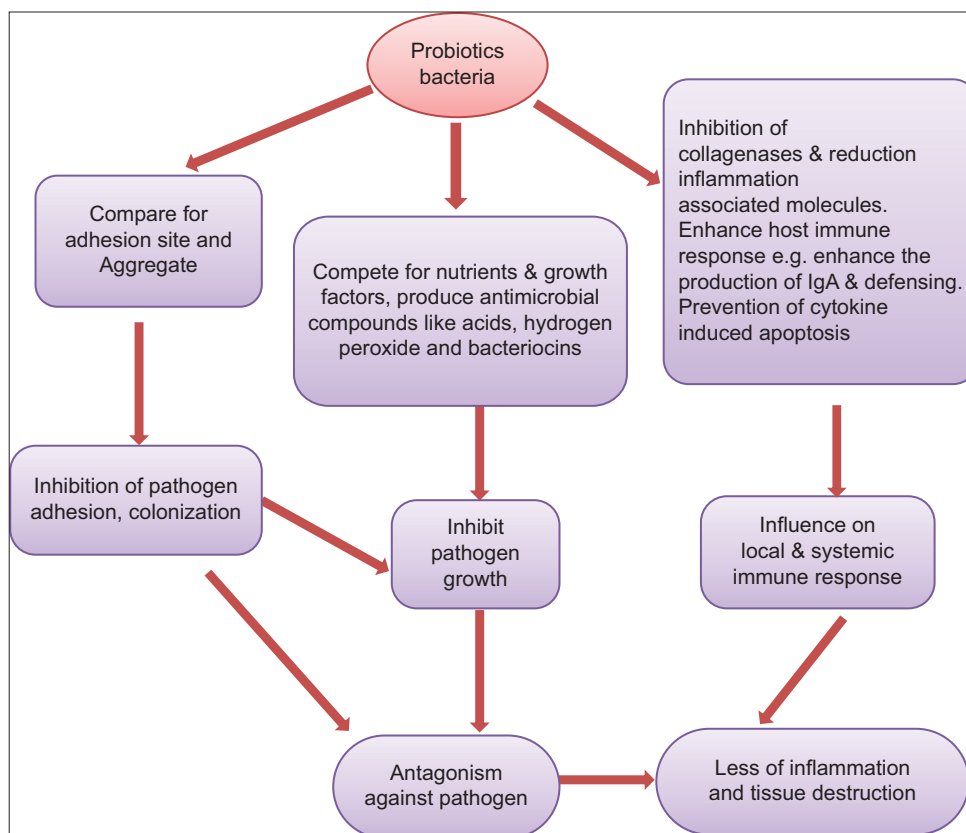 Probiotics
bacteria
Compare for
adhesion site and
Aggregate
Compete for nutrients & growth
factors, produce antimicrobial
compounds like acids, hydrogen
peroxide and bacteriocins
Inhibition of
collagenases & reduction
inflammation
associated molecules.
Enhance host immune
response e.g. enhance the
production of IgA & defensing.
Prevention of cytokine
induced apoptosis
Inhibition of pathogen
adhesion, colonization
Inhibit
pathogen
growth
Influence on
local & systemic
immune response
Antagonism
against pathogen
Less of inflammation
and tissue destruction